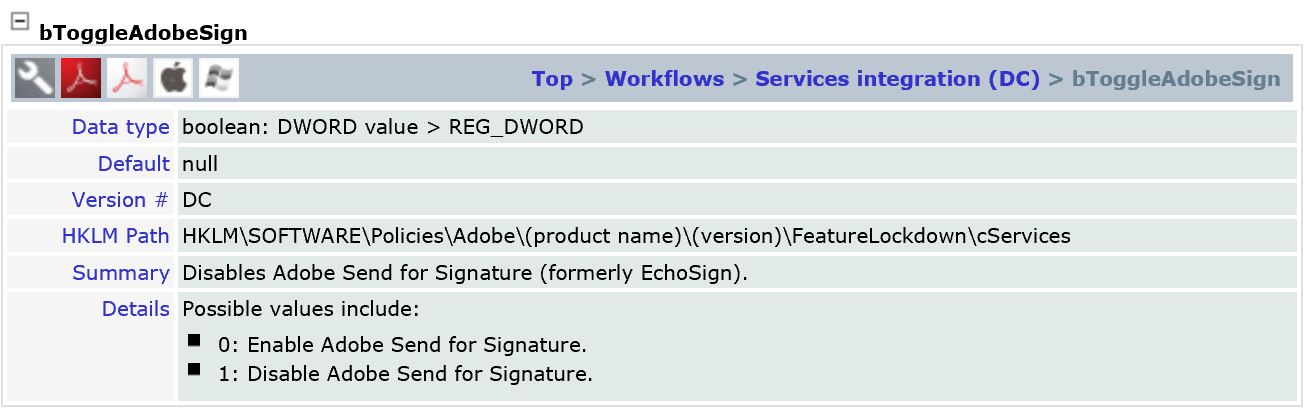 bToggleAdobeSign
Top > Workflows > Services integration (DC) > bToggleAdobeSign
Data type boolean: DWORD value > REG_DWORD
Default null
Version # DC
HKLM Path HKLM\SOFTWARE\Policies\Adobe\(product name)\(version)\FeatureLockdown\cServices
Summary Disables Adobe Send for Signature (formerly EchoSign).
Details Possible values include:
0: Enable Adobe Send for Signature.
1: Disable Adobe Send for Signature.